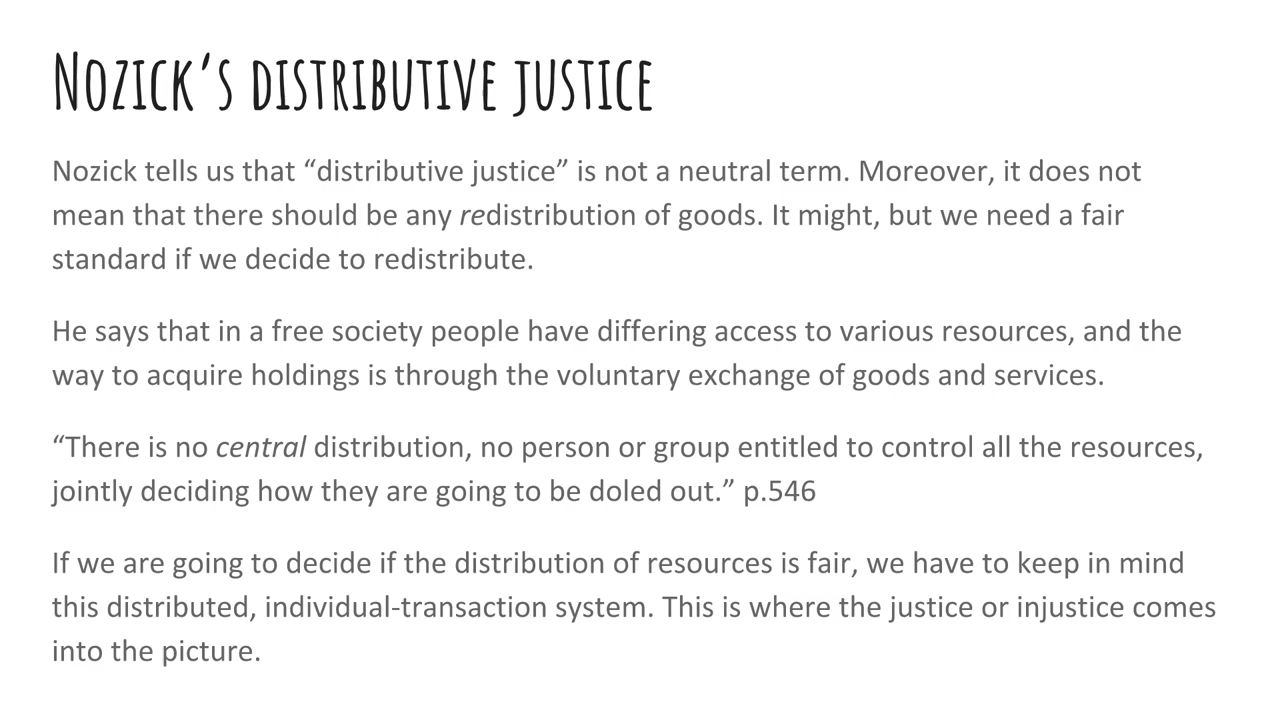 Nozick’s distributive justice
Nozick tells us that “distributive justice” is not a neutral term. Moreover, it does not
mean that there should be any redistribution of goods. It might, but we need a fair
standard if we decide to redistribute.
He says that in a free society people have differing access to various resources, and the
way to acquire holdings is through the voluntary exchange of goods and services.
“There is no central distribution, no person or group entitled to control all the resources,
jointly deciding how they are going to be doled out.” p.546
If we are going to decide if the distribution of resources is fair, we have to keep in mind
this distributed, individual-transaction system. This is where the justice or injustice comes
into the picture.